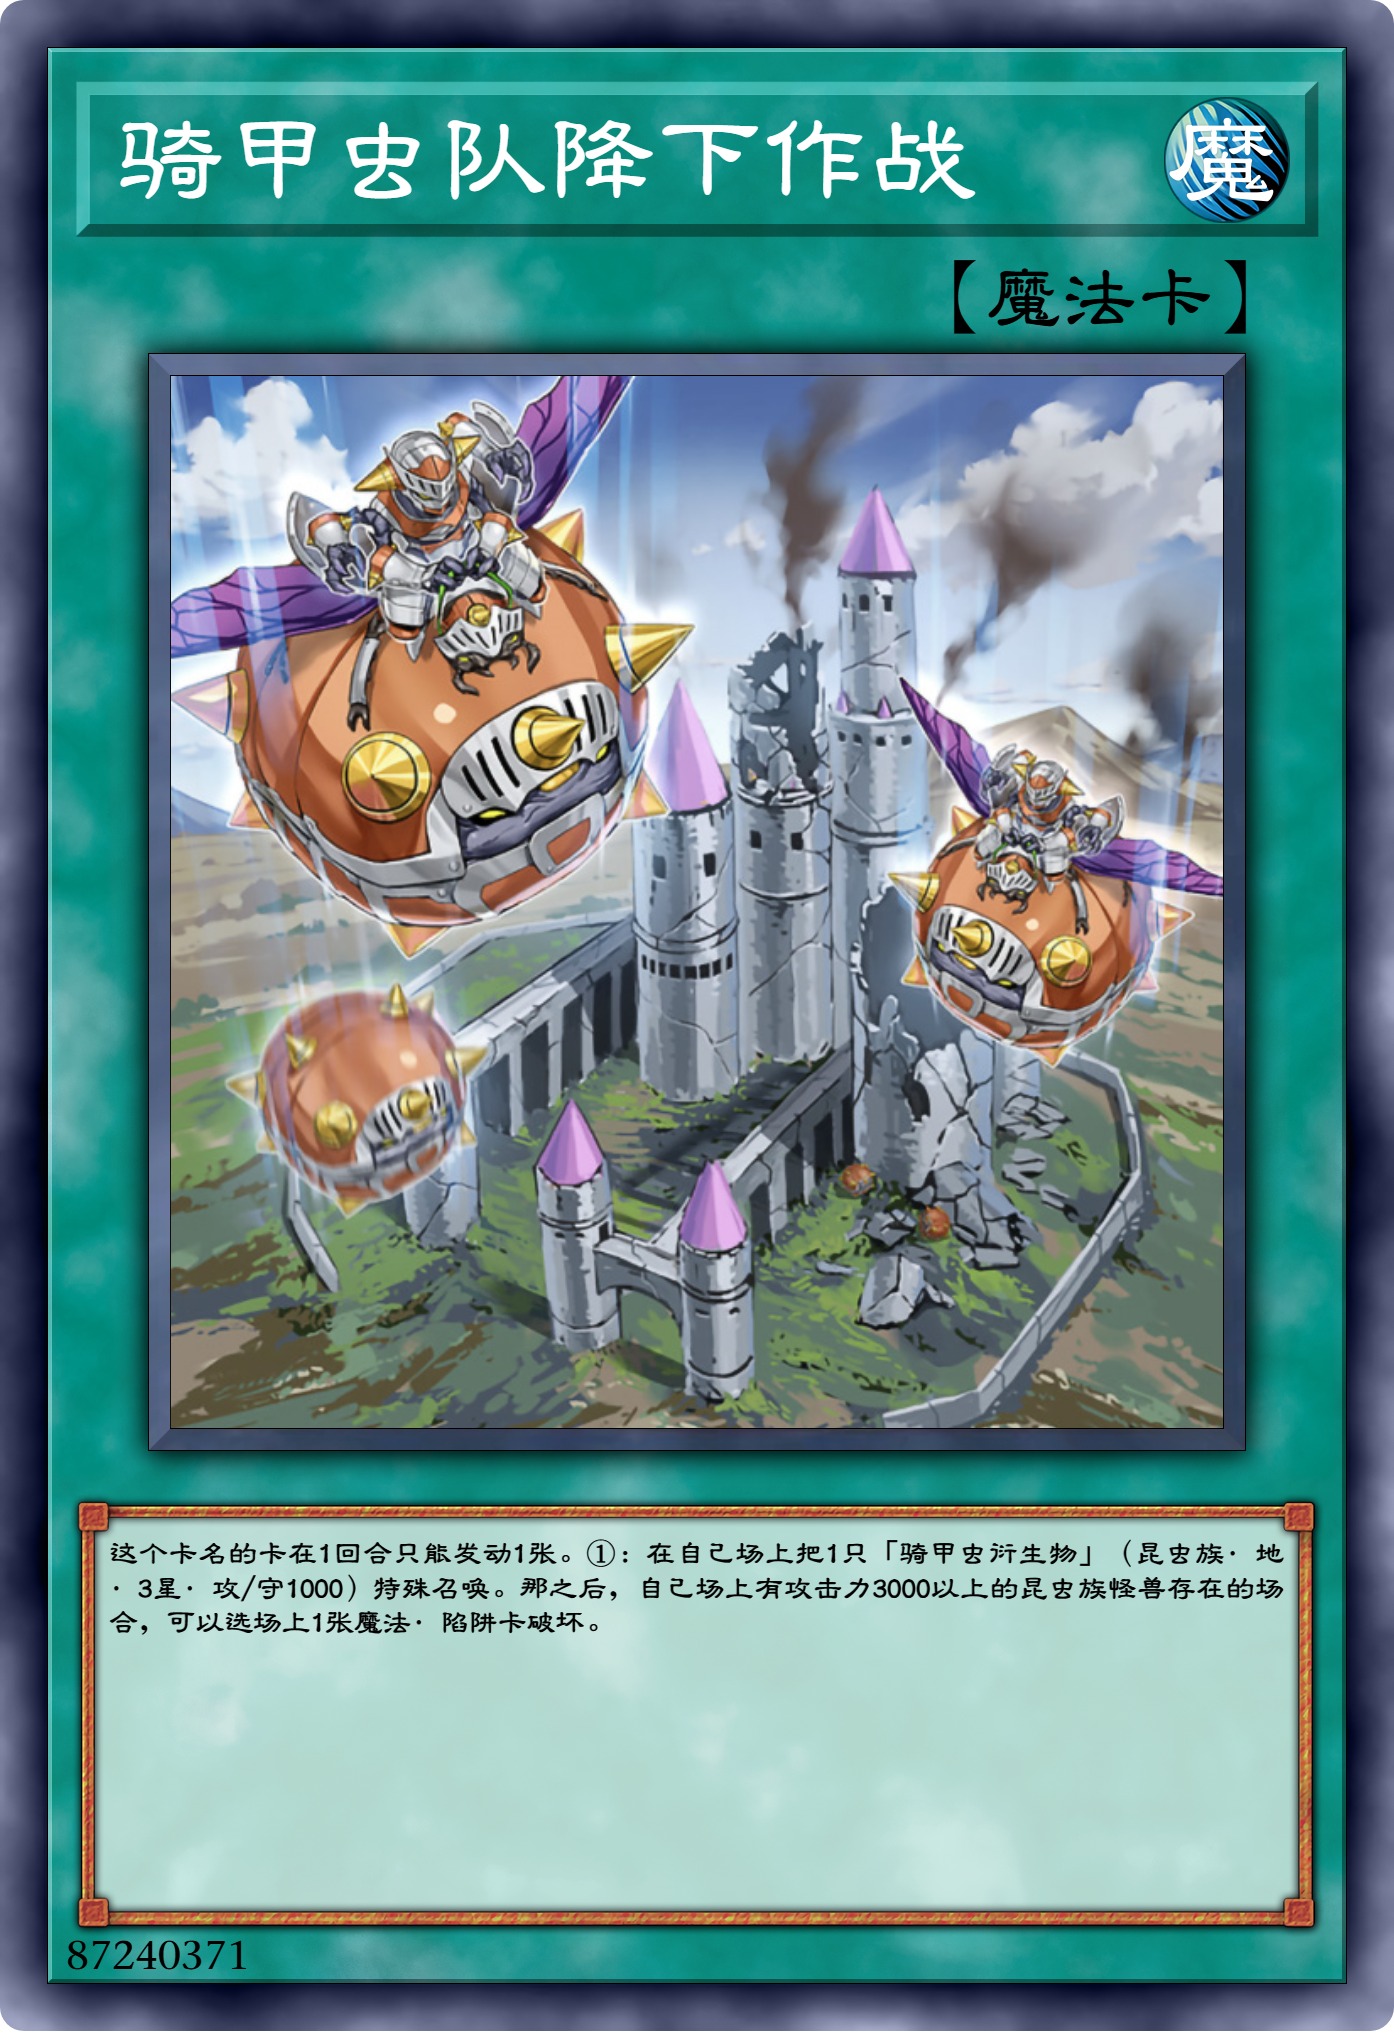 骑甲虫队降下作战
魔
【魔法卡】
这个卡名的卡在1回合只能发动1张。①：在自己场上把1只「骑甲虫衍生物」（昆虫族·地
·3星·攻/守1000）特殊召唤。那之后，自己场上有攻击力3000以上的昆虫族怪兽存在的场
合，可以选场上1张魔法·陷阱卡破坏。
87240371